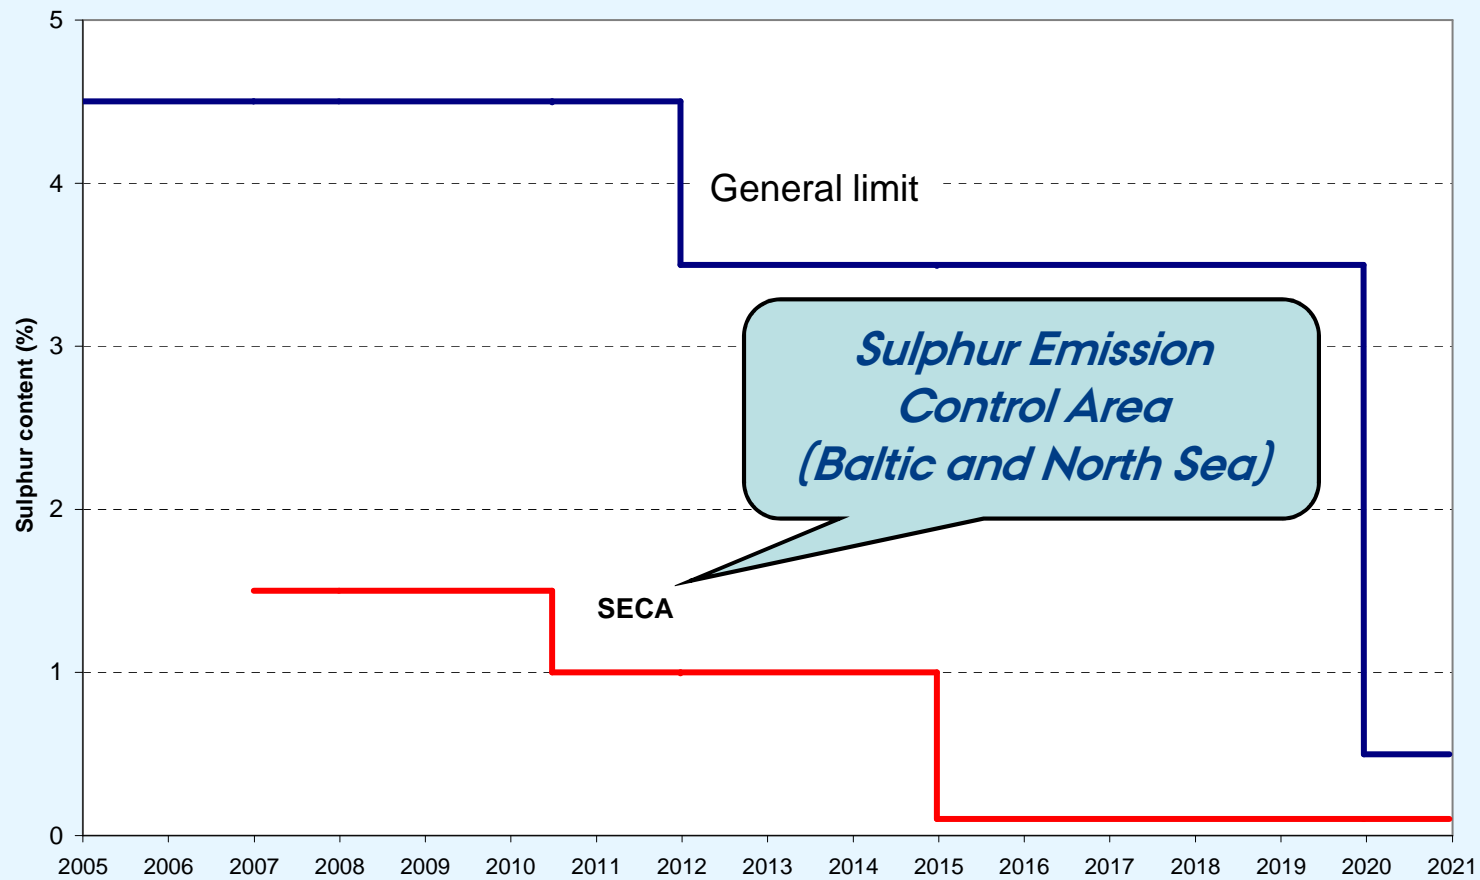 5
4
3
2
1
0
Sulphur content (%)
General limit
Sulphur Emission
Control Area
(Baltic and North Sea)
SECA
2005 2006 2007 2008 2009 2010 2011 2012 2013 2014 2015 2016 2017 2018 2019 2020 2021